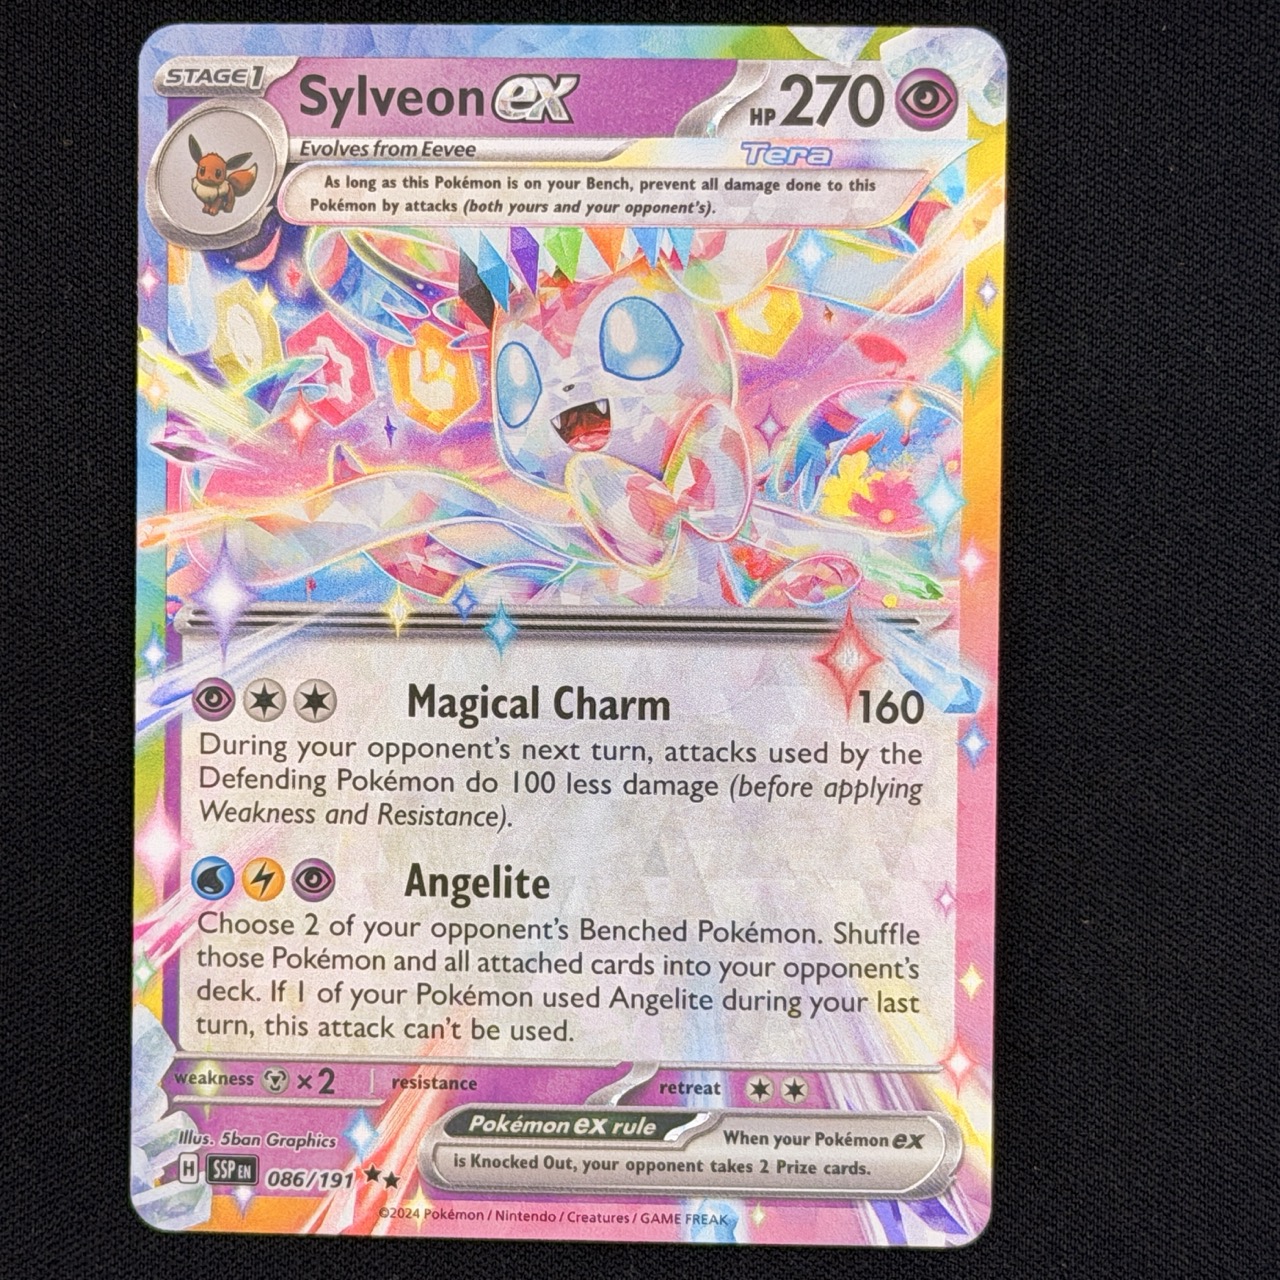 STAGE 1
Sylveon ex
HP 270
Evolves from Eevee
Tera
As long as this Pokémon is on your Bench, prevent all damage done to this
Pokémon by attacks (both yours and your opponent's).
Magical Charm 160
During your opponent's next turn, attacks used by the
Defending Pokémon do 100 less damage (before applying
Weakness and Resistance).
Angelite
Choose 2 of your opponent's Benched Pokémon. Shuffle
those Pokémon and all attached cards into your opponent's
deck. If 1 of your Pokémon used Angelite during your last
turn, this attack can't be used.
weakness ×2 resistance retreat
Illus. 5ban Graphics
H SSP EN 086/191
Pokémon ex rule When your Pokémon ex
is Knocked Out, your opponent takes 2 Prize cards.
©2024 Pokémon / Nintendo / Creatures / GAME FREAK